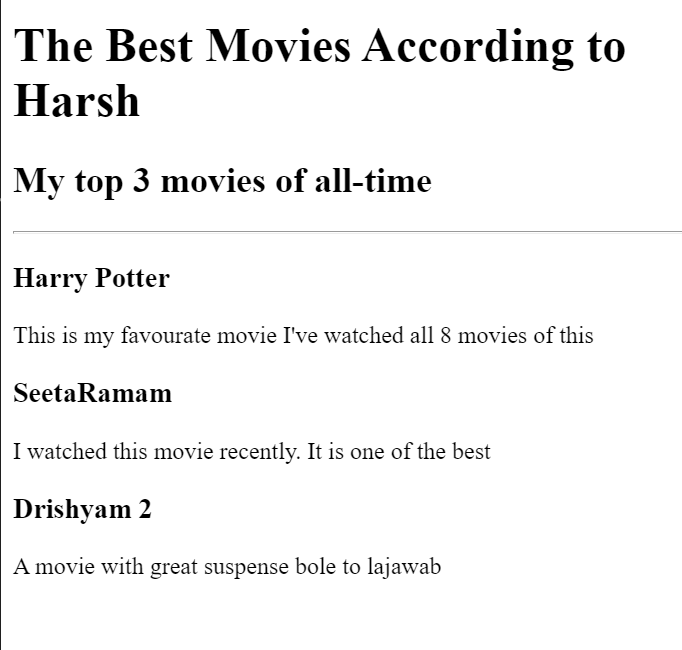 The Best Movies According to
Harsh
My top 3 movies of all-time
Harry Potter
This is my favourate movie I've watched all 8 movies of this
SeetaRamam
I watched this movie recently. It is one of the best
Drishyam 2
A movie with great suspense bole to lajawab